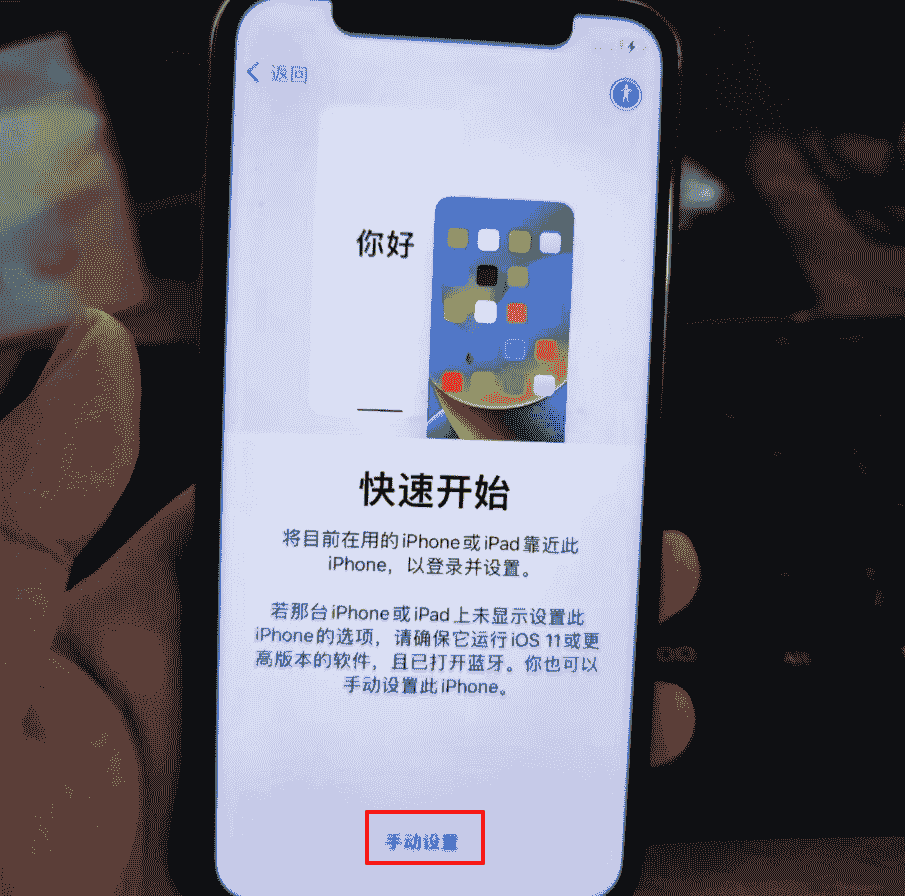 返回
你好
快速开始
将目前在用的iPhone或iPad靠近此
iPhone，以登录并设置。
若那台iPhone或iPad上未显示设置此
iPhone的选项，请确保它运行iOS 11或更
高版本的软件，且已打开蓝牙。你也可以
手动设置此iPhone。
手动设置